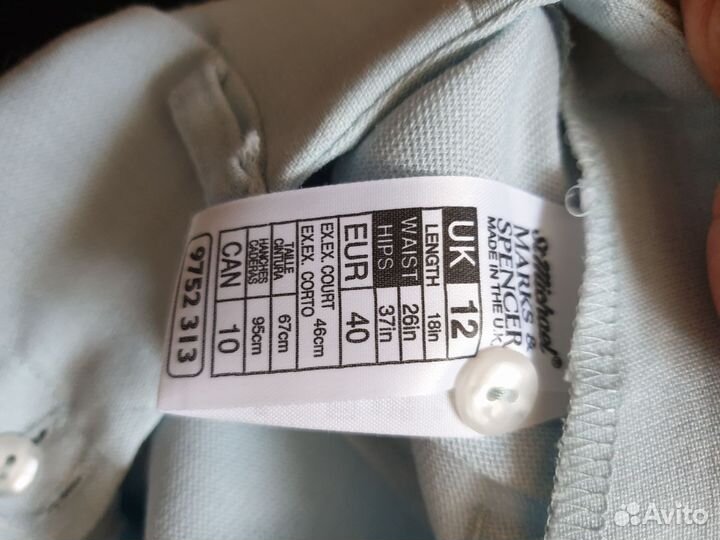 St Michael®
MARKS &
SPENCER
MADE IN THE U.K.
UK 12
LENGTH 18in
WAIST 26in
HIPS 37in
EUR 40
EX.EX. COURT
EX.EX. CORTO 46cm
TAILLE
CINTURA 67cm
HANCHES
CADERAS 95cm
CAN 10
9752 313
Avito